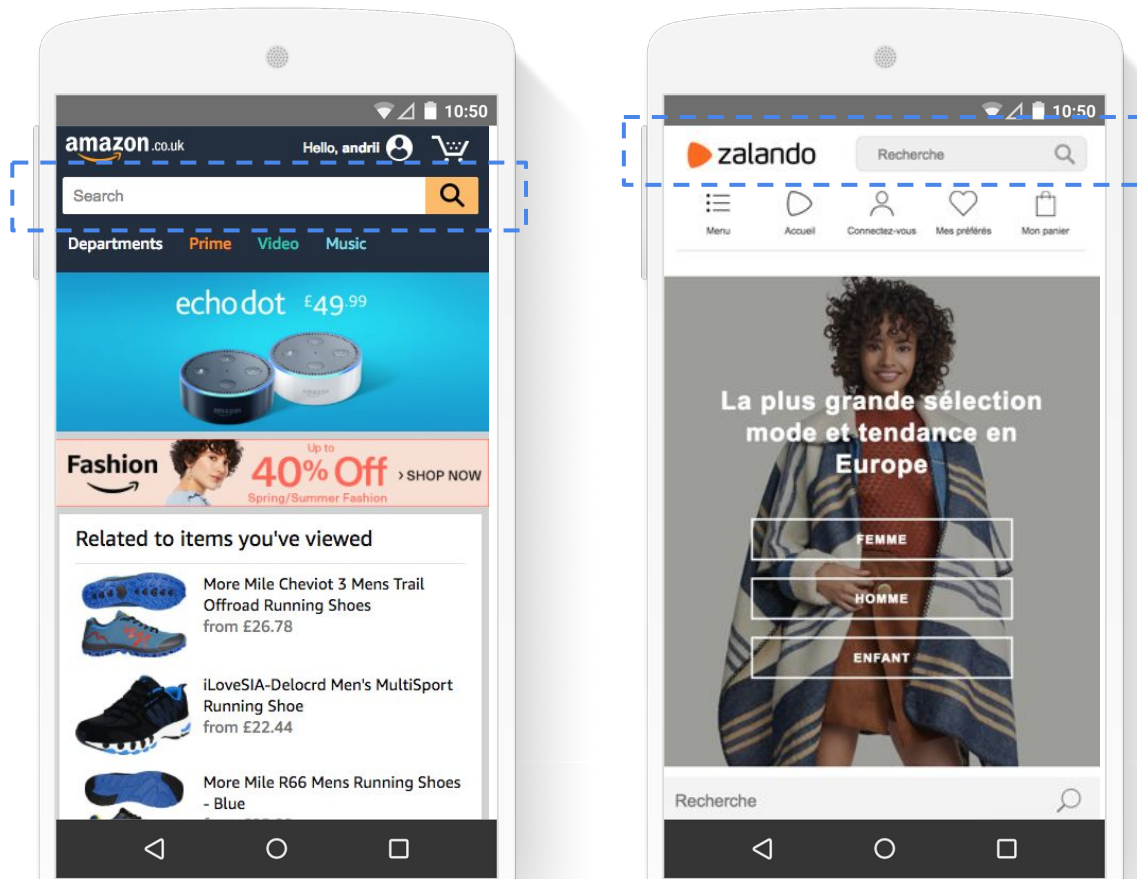 10:50
amazon.co.uk
Hello, andrii
Search
Departments Prime Video Music
echo dot £49.99
Fashion
Up to
40% Off
Spring/Summer Fashion
› SHOP NOW
Related to items you've viewed
More Mile Cheviot 3 Mens Trail
Offroad Running Shoes
from £26.78
iLoveSIA-Delocrd Men's MultiSport
Running Shoe
from £22.44
More Mile R66 Mens Running Shoes
- Blue
10:50
zalando
Recherche
Menu Accueil Connectez-vous Mes préférés Mon panier
La plus grande sélection
mode et tendance en
Europe
FEMME
HOMME
ENFANT
Recherche